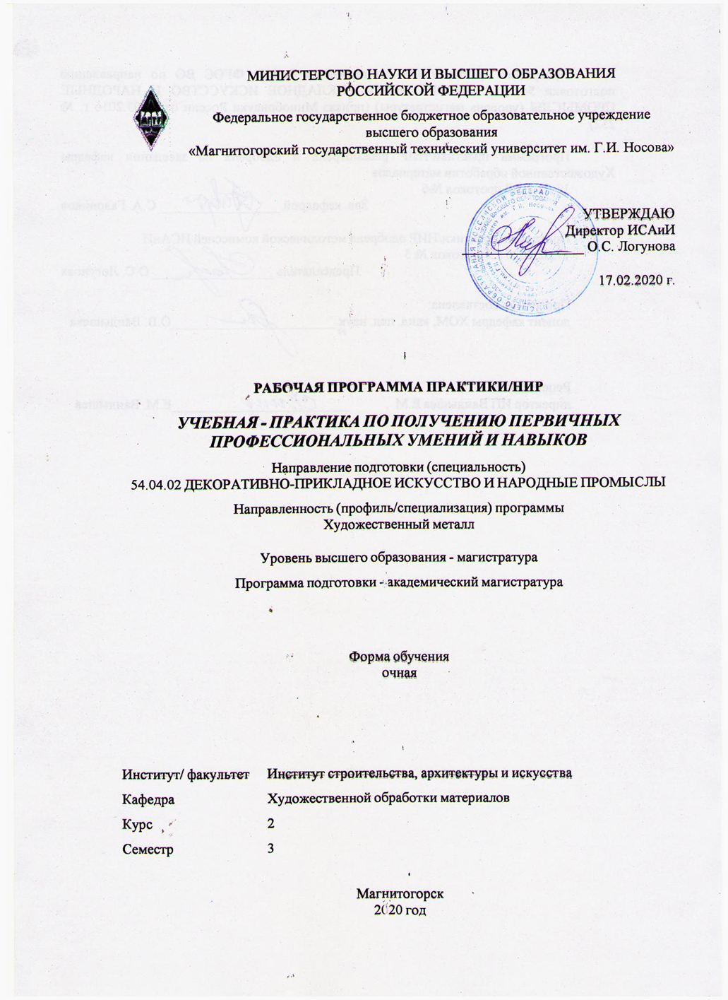 МИНИСТЕРСТВО НАУКИ И ВЫСШЕГО ОБРАЗОВАНИЯ
РОССИЙСКОЙ ФЕДЕРАЦИИ
Федеральное государственное бюджетное образовательное учреждение
высшего образования
«Магнитогорский государственный технический университет им. Г.И. Носова»
МГТУ
УТВЕРЖДАЮ
Директор ИСАиИ
О.С. Логунова
17.02.2020 г.
РАБОЧАЯ ПРОГРАММА ПРАКТИКИ/НИР
УЧЕБНАЯ - ПРАКТИКА ПО ПОЛУЧЕНИЮ ПЕРВИЧНЫХ
ПРОФЕССИОНАЛЬНЫХ УМЕНИЙ И НАВЫКОВ
Направление подготовки (специальность)
54.04.02 ДЕКОРАТИВНО-ПРИКЛАДНОЕ ИСКУССТВО И НАРОДНЫЕ ПРОМЫСЛЫ
Направленность (профиль/специализация) программы
Художественный металл
Уровень высшего образования - магистратура
Программа подготовки - академический магистратура
Форма обучения
очная
Институт/ факультет Институт строительства, архитектуры и искусства
Кафедра Художественной обработки материалов
Курс 2
Семестр 3
Магнитогорск
2020 год